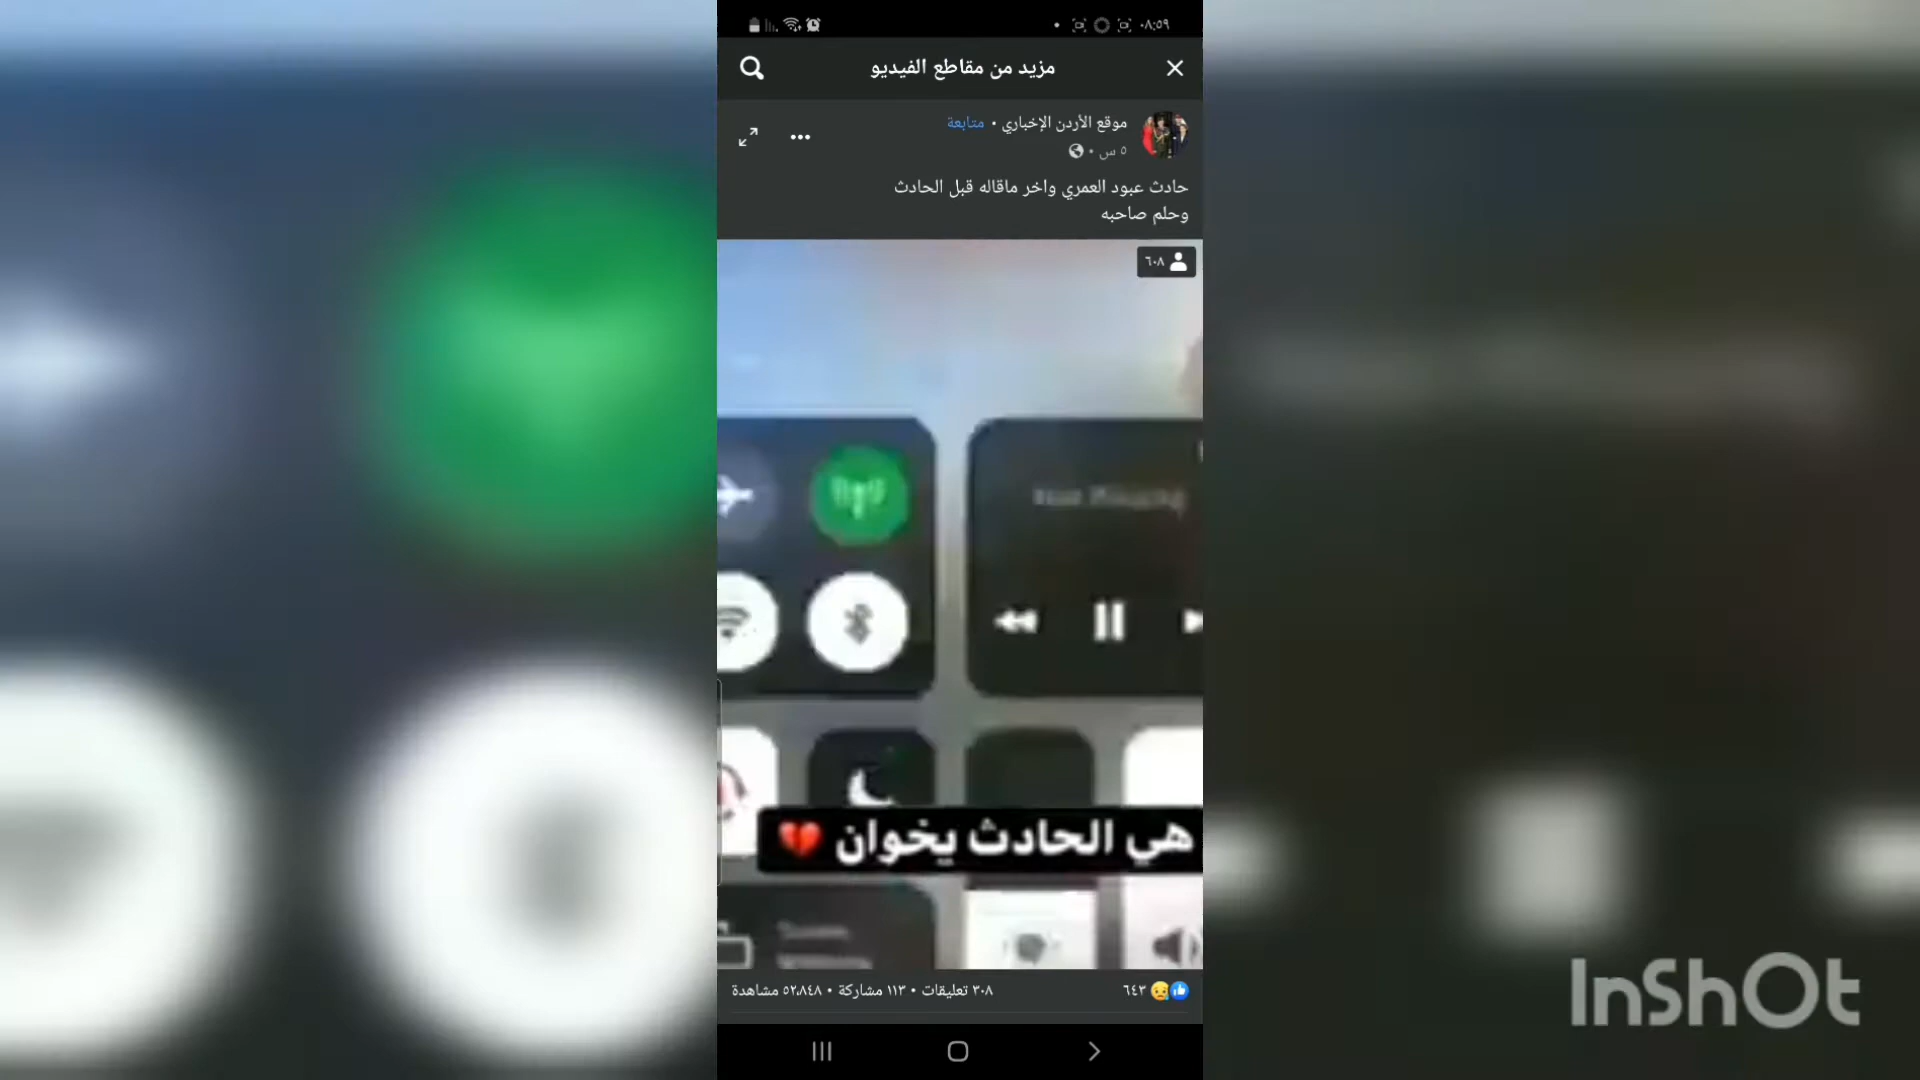 ٠٨:٥٩
مزيد من مقاطع الفيديو
موقع الأردن الإخباري • متابعة
٥ س •
حادث عبود العمري واخر ماقاله قبل الحادث
وحلم صاحبه
٦٠٨
هي الحادث يخوان 💔
٦٤٣
٣٠٨ تعليقات • ١١٣ مشاركة • ٥٢،٨٤٨ مشاهدة
InShOt